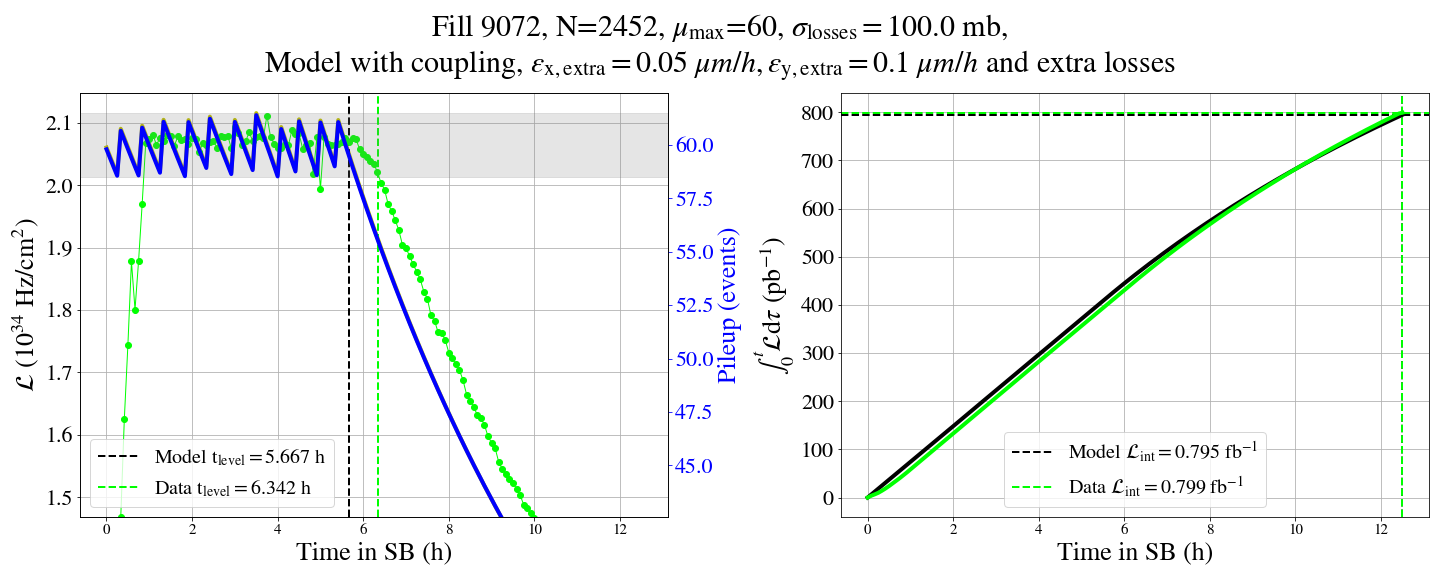 Fill 9072, N=2452, μmax=60, σlosses = 100.0 mb,
Model with coupling, εx, extra = 0.05 μm/h, εy, extra = 0.1 μm/h and extra losses
ℒ (10³⁴ Hz/cm²)
2.1
2.0
1.9
1.8
1.7
1.6
1.5
60.0
57.5
55.0
52.5
50.0
47.5
45.0
Pileup (events)
Model tlevel = 5.667 h
Data tlevel = 6.342 h
0 2 4 6 8 10 12
Time in SB (h)
∫₀ᵗ ℒdτ (pb⁻¹)
800
700
600
500
400
300
200
100
0
Model ℒint = 0.795 fb⁻¹
Data ℒint = 0.799 fb⁻¹
0 2 4 6 8 10 12
Time in SB (h)